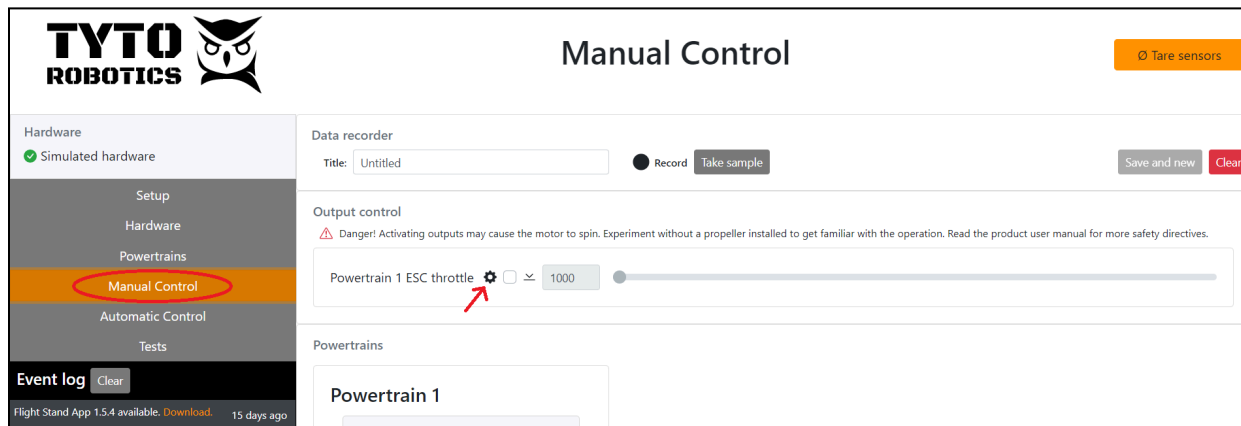 TYTO
ROBOTICS
Manual Control
Ø Tare sensors
Hardware
Simulated hardware
Setup
Hardware
Powertrains
Manual Control
Automatic Control
Tests
Event log Clear
Flight Stand App 1.5.4 available. Download. 15 days ago
Data recorder
Title: Untitled Record Take sample Save and new Clear
Output control
Danger! Activating outputs may cause the motor to spin. Experiment without a propeller installed to get familiar with the operation. Read the product user manual for more safety directives.
Powertrain 1 ESC throttle 1000
Powertrains
Powertrain 1